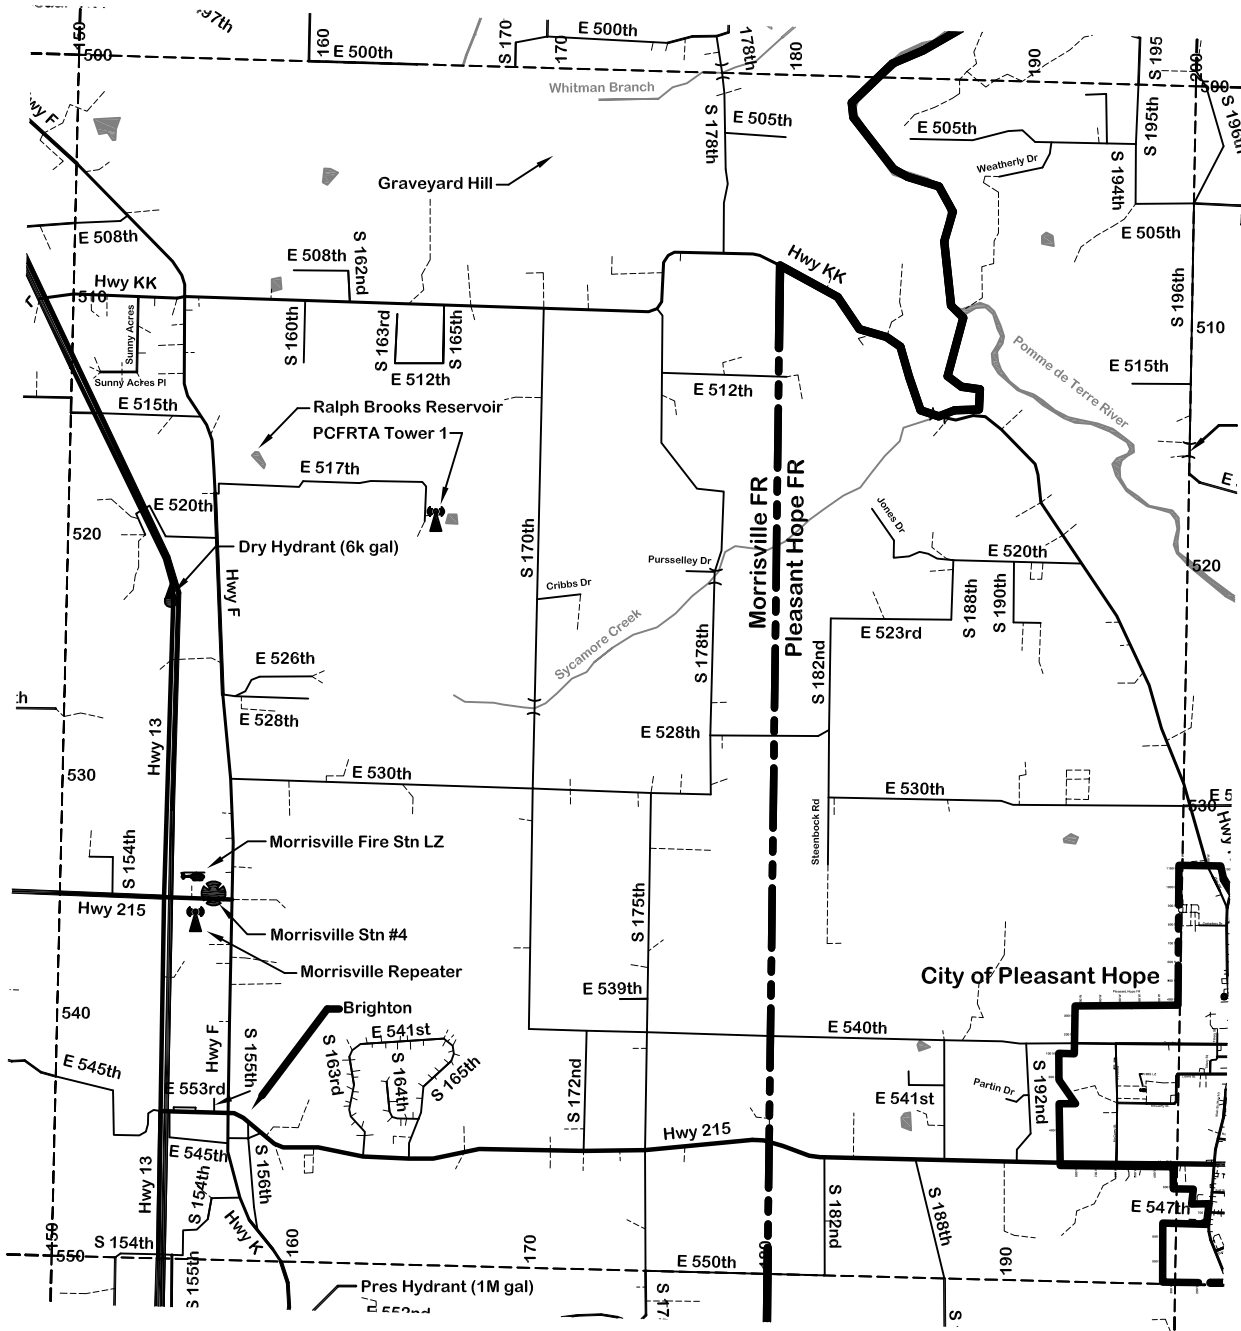 97th
150
500
160
E 500th
S 170
170
E 500th
178th
180
190
S 195
200
500
S 196th
Whitman Branch
wy F
S 178th
E 505th
E 505th
S 195th
Weatherly Dr
S 194th
Graveyard Hill
E 508th
E 508th
S 162nd
Hwy KK
E 505th
Hwy KK
510
S 196th
Sunny Acres
S 160th
S 163rd
S 165th
510
Pomme de Terre River
Sunny Acres Pl
E 512th
E 512th
E 515th
E 515th
Ralph Brooks Reservoir
PCFRTA Tower 1
E 517th
E
Morrisville FR
Pleasant Hope FR
E 520th
520
Jones Dr
Dry Hydrant (6k gal)
S 170th
E 520th
Purseselley Dr
520
Hwy F
Cribbs Dr
S 188th
S 190th
E 523rd
Sycamore Creek
S 178th
S 182nd
E 526th
E 528th
E 528th
Hwy 13
530
E 530th
E 530th
530
E 5
Hwy
Steenbock Rd
Morrisville Fire Stn LZ
S 154th
Hwy 215
S 175th
Morrisville Stn #4
Morrisville Repeater
City of Pleasant Hope
E 539th
540
Brighton
E 541st
E 540th
Hwy F
S 155th
S 163rd
S 164th
S 165th
E 545th
E 553rd
S 172nd
E 541st
Partin Dr
S 192nd
Hwy 215
E 545th
Hwy 13
S 154th
S 156th
S 182nd
S 188th
E 547th
Hwy K
150
550
S 154th
160
170
E 550th
180
190
S 155th
Pres Hydrant (1M gal)
E 552nd
S 17
S